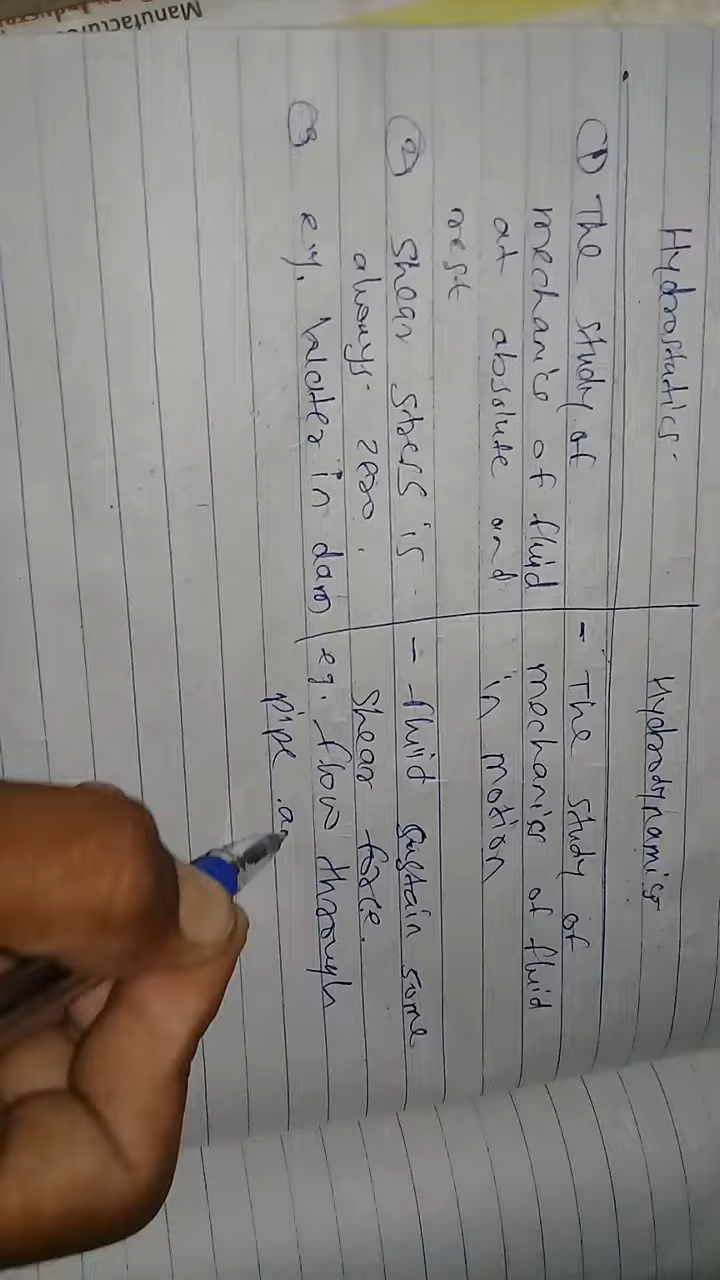 Manufactur
Hydrostatics.
Hydrodynamics
① The study of
mechanics of fluid
at absolute and
rest
- The study of
mechanics of fluid
in motion
② Shear stress is
always zero.
- fluid sustain some
Shear force.
③ eg. Water in dam
eg. flow through
pipe